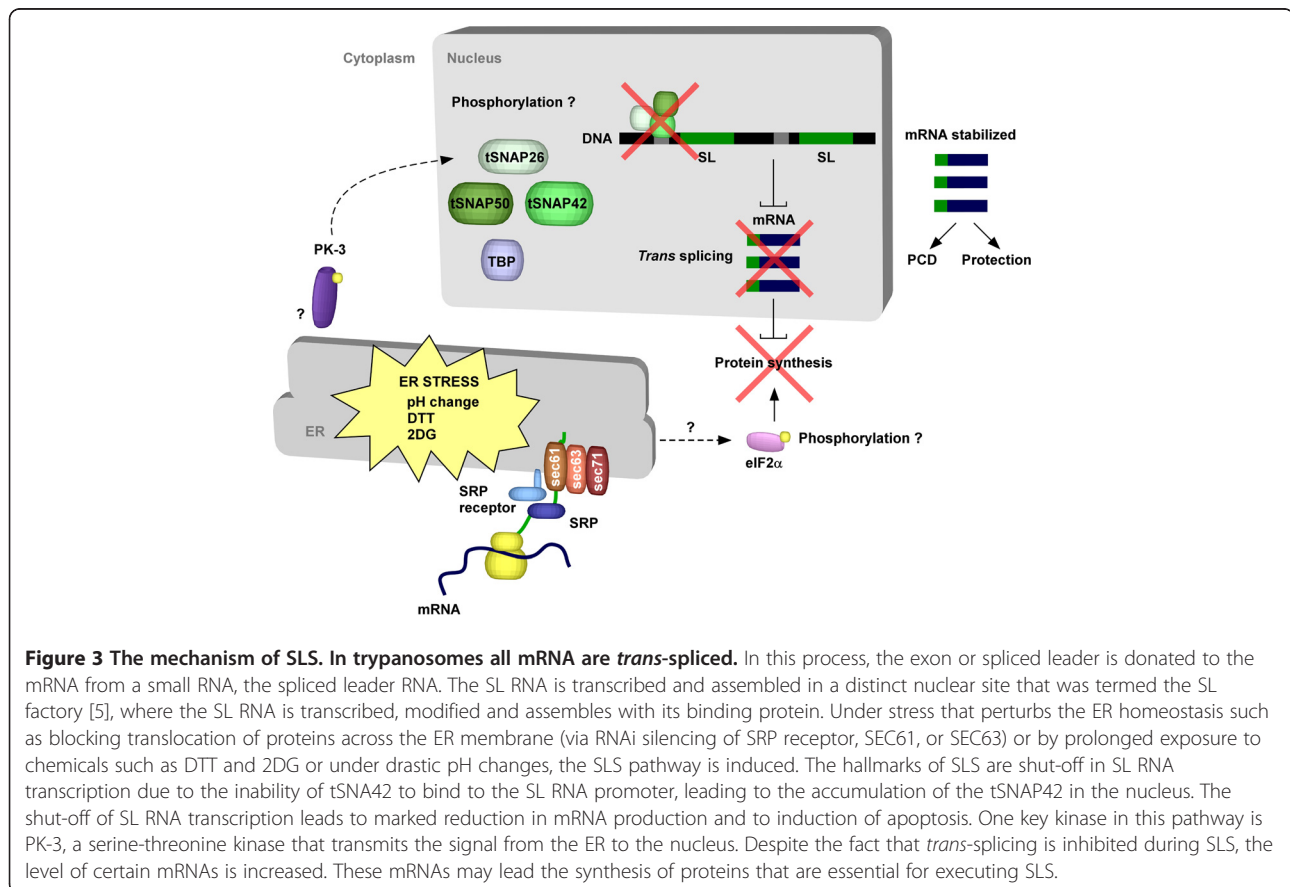 Cytoplasm
Nucleus
Phosphorylation ?
DNA
SL
SL
mRNA stabilized
PCD
Protection
tSNAP26
tSNAP50
tSNAP42
TBP
mRNA
Trans splicing
PK-3
?
Protein synthesis
ER STRESS
pH change
DTT
2DG
ER
?
Phosphorylation ?
eIF2α
sec61
sec63
sec71
SRP
receptor
SRP
mRNA
Figure 3 The mechanism of SLS. In trypanosomes all mRNA are trans-spliced. In this process, the exon or spliced leader is donated to the
mRNA from a small RNA, the spliced leader RNA. The SL RNA is transcribed and assembled in a distinct nuclear site that was termed the SL
factory [5], where the SL RNA is transcribed, modified and assembles with its binding protein. Under stress that perturbs the ER homeostasis such
as blocking translocation of proteins across the ER membrane (via RNAi silencing of SRP receptor, SEC61, or SEC63) or by prolonged exposure to
chemicals such as DTT and 2DG or under drastic pH changes, the SLS pathway is induced. The hallmarks of SLS are shut-off in SL RNA
transcription due to the inability of tSNA42 to bind to the SL RNA promoter, leading to the accumulation of the tSNAP42 in the nucleus. The
shut-off of SL RNA transcription leads to marked reduction in mRNA production and to induction of apoptosis. One key kinase in this pathway is
PK-3, a serine-threonine kinase that transmits the signal from the ER to the nucleus. Despite the fact that trans-splicing is inhibited during SLS, the
level of certain mRNAs is increased. These mRNAs may lead the synthesis of proteins that are essential for executing SLS.